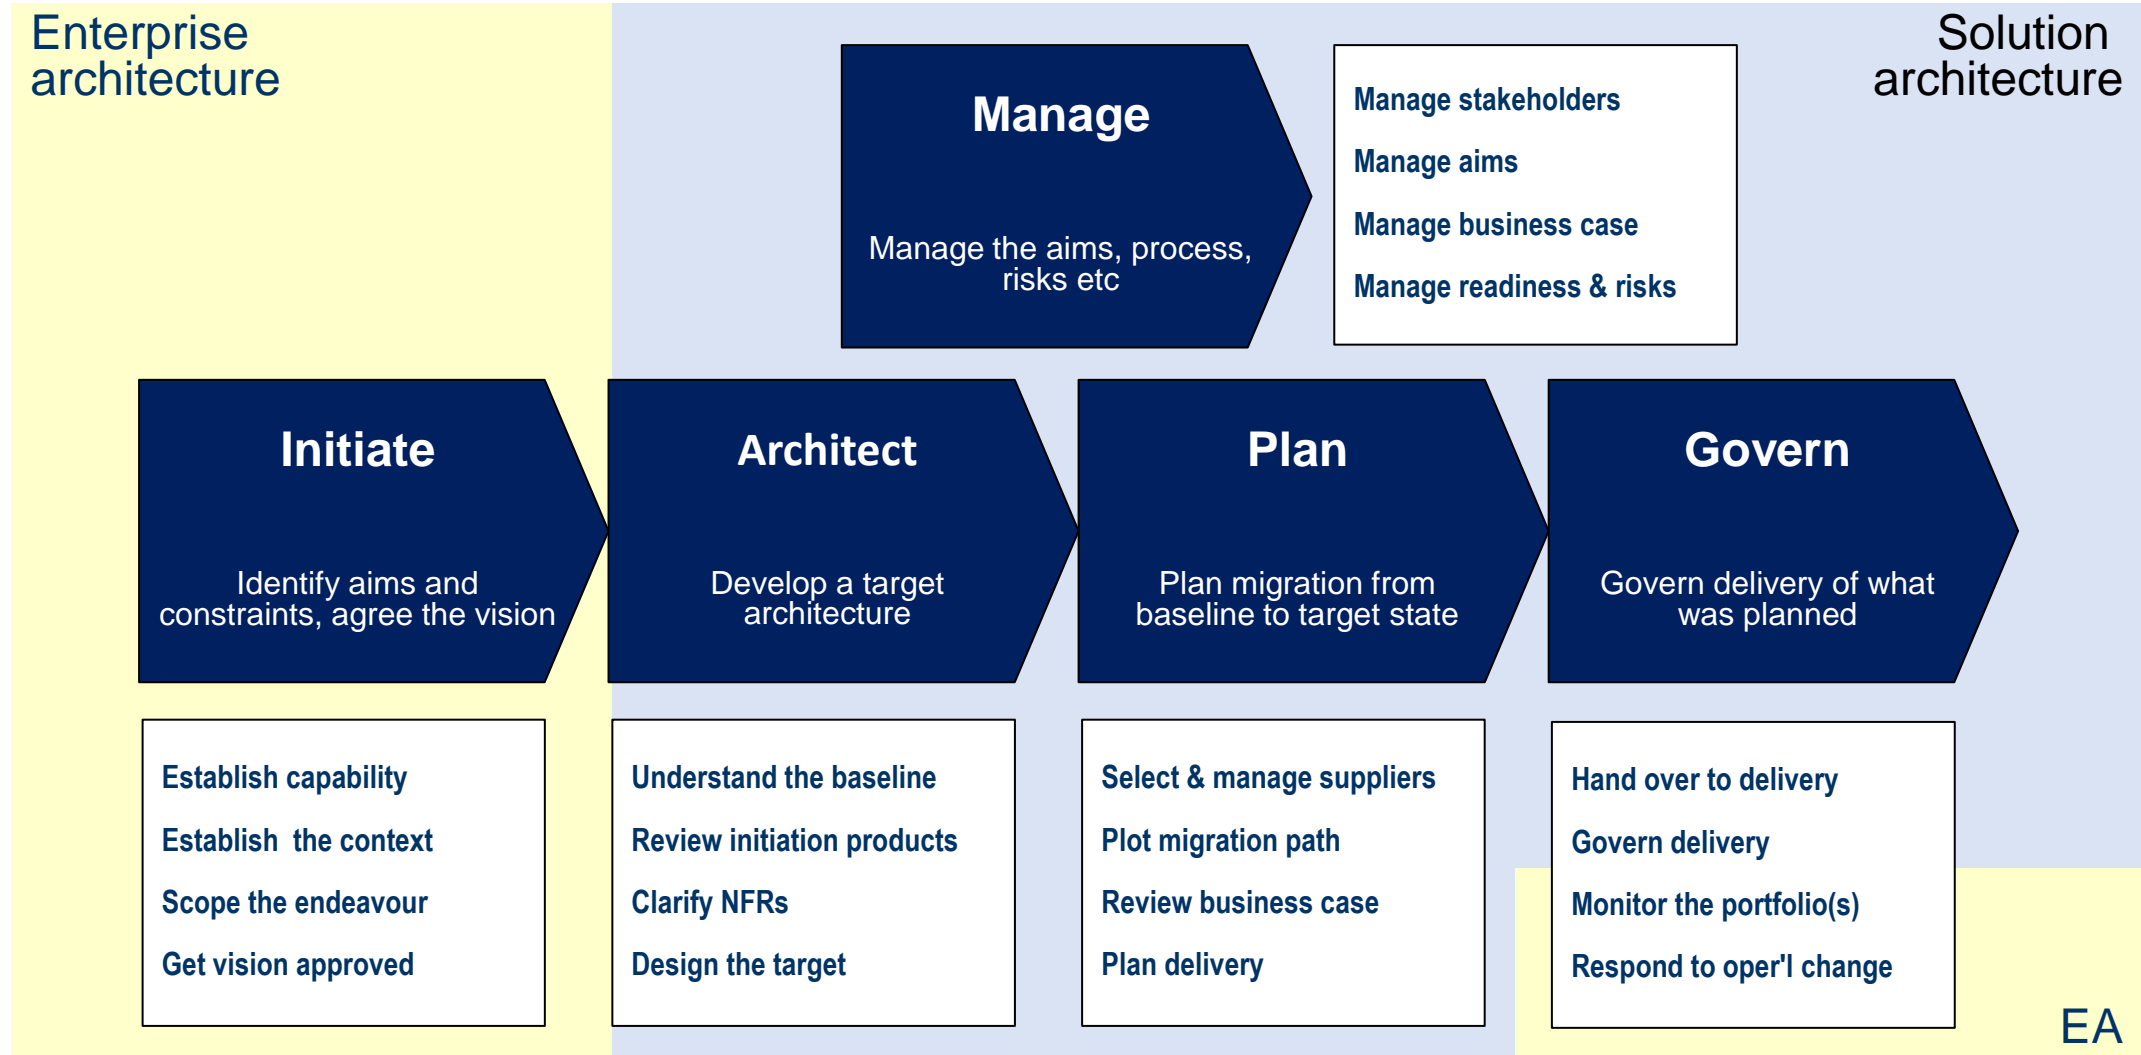 Enterprise
architecture
Solution
architecture
Manage
Manage the aims, process,
risks etc
Manage stakeholders
Manage aims
Manage business case
Manage readiness & risks
Initiate
Identify aims and
constraints, agree the vision
Architect
Develop a target
architecture
Plan
Plan migration from
baseline to target state
Govern
Govern delivery of what
was planned
Establish capability
Establish  the context
Scope the endeavour
Get vision approved
Understand the baseline
Review initiation products
Clarify NFRs
Design the target
Select & manage suppliers
Plot migration path
Review business case
Plan delivery
Hand over to delivery
Govern delivery
Monitor the portfolio(s)
Respond to oper'l change
EA